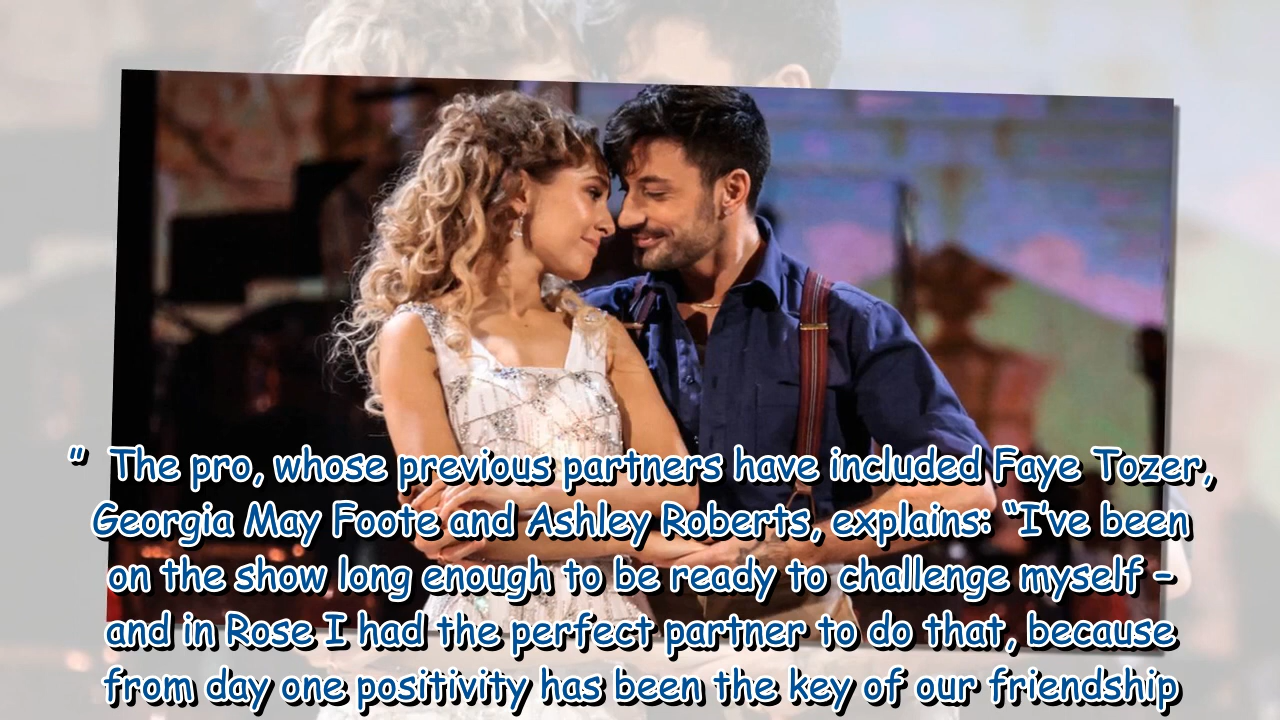 ” The pro, whose previous partners have included Faye Tozer,
Georgia May Foote and Ashley Roberts, explains: “I’ve been
on the show long enough to be ready to challenge myself –
and in Rose I had the perfect partner to do that, because
from day one positivity has been the key of our friendship